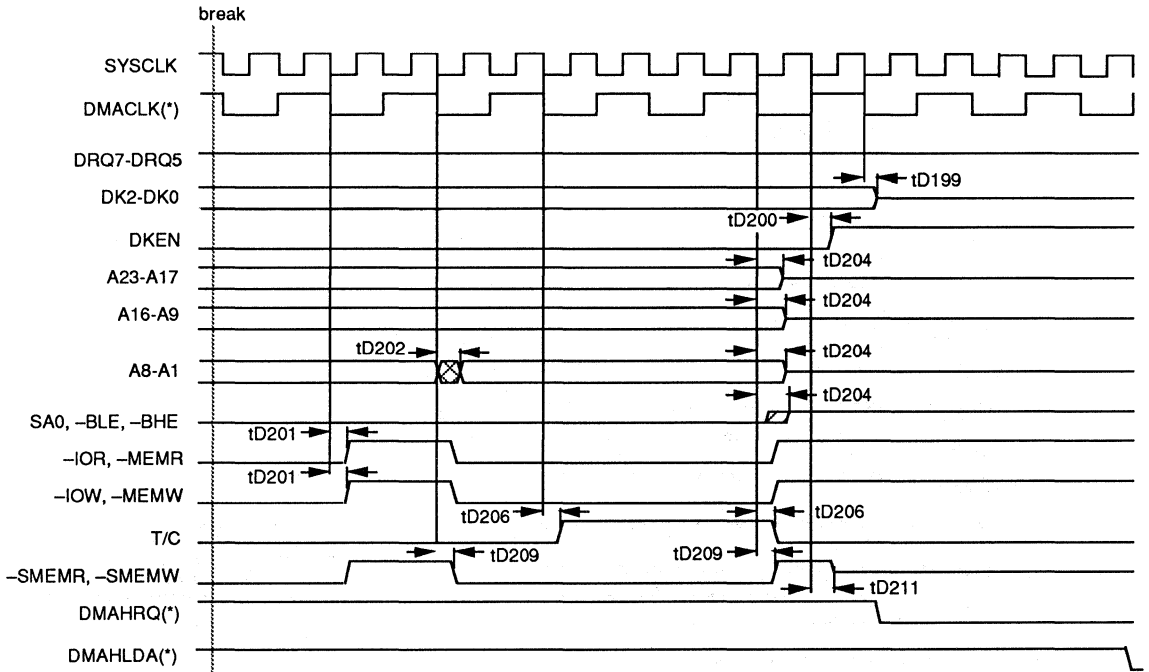 break
SYSCLK
DMACLK(*)
DRQ7-DRQ5
tD199
DK2-DK0
tD200
DKEN
tD204
A23-A17
tD204
A16-A9
tD202
tD204
A8-A1
tD204
SA0, –BLE, –BHE
tD201
–IOR, –MEMR
tD201
–IOW, –MEMW
tD206
tD206
T/C
tD209
tD209
–SMEMR, –SMEMW
tD211
DMAHRQ(*)
DMAHLDA(*)